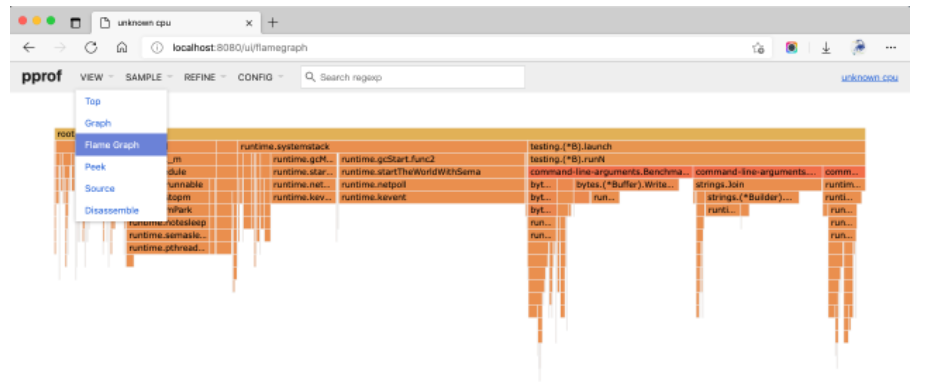 unknown cpu
localhost:8080/ui/flamegraph
pprof VIEW SAMPLE REFINE CONFIG Search regexp unknown cpu
Top
Graph
root
Flame Graph runtime.systemstack testing.(*B).launch
_m runtime.gcM... runtime.gcStart.func2 testing.(*B).runN
Peek dule runtime.star... runtime.startTheWorldWithSema command-line-arguments.Benchma... command-line-arguments.... comm...
Source unnable runtime.net... runtime.netpoll byt... bytes.(*Buffer).Write... strings.Join runtim...
stopm runtime.kev... runtime.kevent byt... run... strings.(*Builder).... runti...
Disassemble mPark byt... runti... run...
runtime.notesleep run... run...
runtime.semasle... run... run...
runtime.pthread...